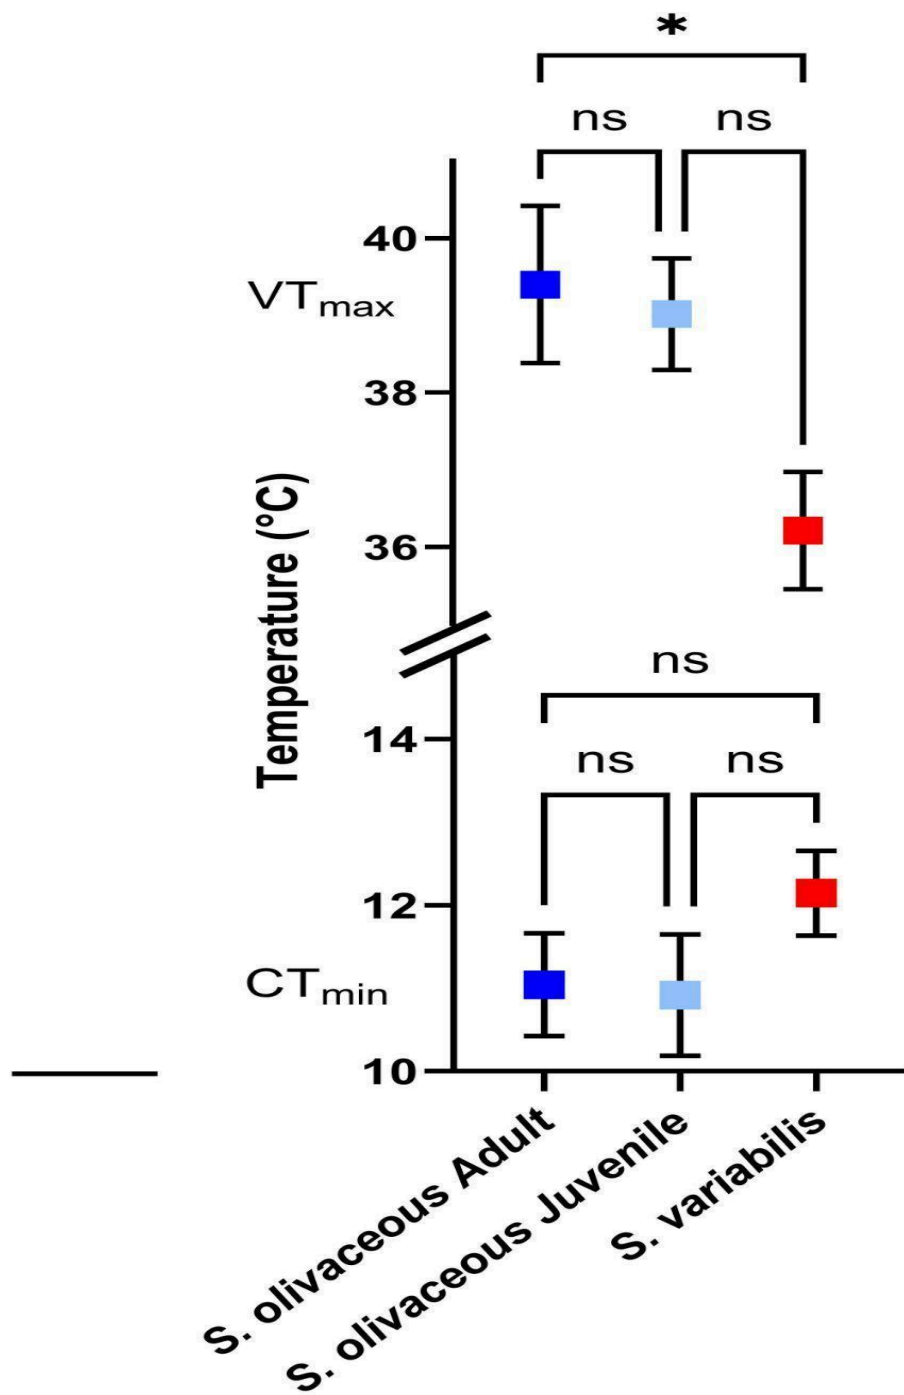 *
ns ns
40
VTmax
38
Temperature (°C)
36
ns
14
ns ns
12
CTmin
10
S. olivaceous Adult
S. olivaceous Juvenile
S. variabilis